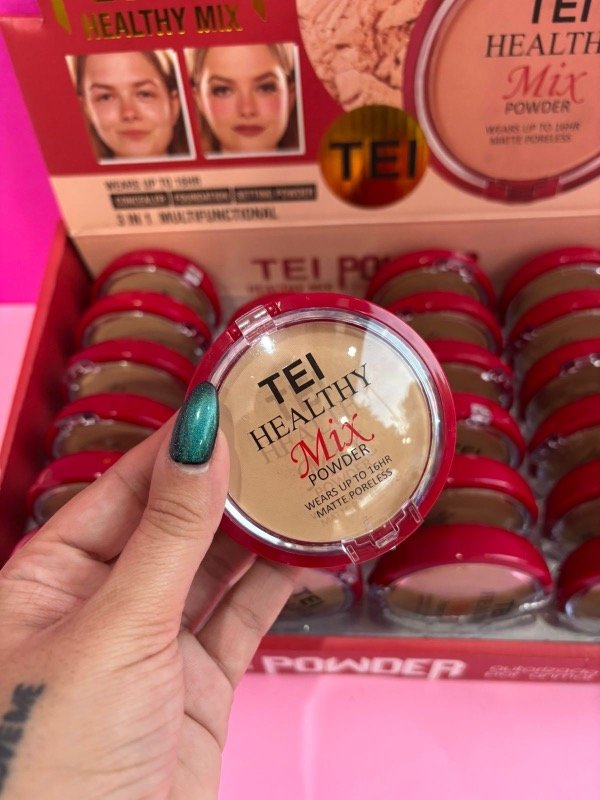 HEALTHY MIX
TEI
HEALTHY
Mix
POWDER
WEARS UP TO 16HR
MATTE PORELESS
TEI
WEARS UP TO 16HR
CONCEALER FOUNDATION SETTING POWDER
3 IN 1 MULTIFUNCTIONAL
TEI
TEI
HEALTHY
Mix
POWDER
WEARS UP TO 16HR
MATTE PORELESS
TEI
POWDER